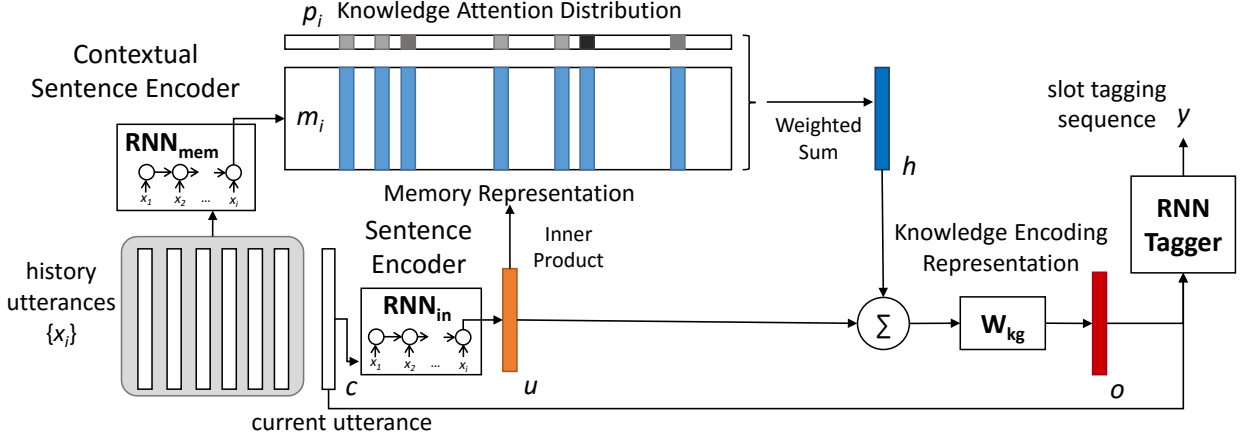 p_i Knowledge Attention Distribution
Contextual
Sentence Encoder
m_i
RNN_mem
x_1 x_2 ... x_i
Weighted
Sum
h
slot tagging
sequence
y
Memory Representation
RNN
Tagger
Sentence
Encoder
Inner
Product
Knowledge Encoding
Representation
history
utterances
{x_i}
RNN_in
x_1 x_2 ... x_i
Σ
W_kg
c
u
o
current utterance